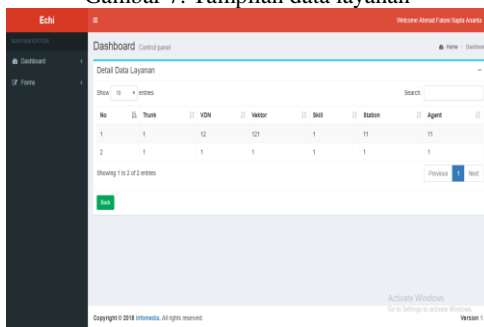 Gambar 7. Tampilan data layanan
Echi
Welcome Ahmad Fatoni Sapta Ananta
MAIN NAVIGATION
Dashboard
Forms
Dashboard Control panel
Home
Detail Data Layanan
Show 10 entries
Search:
No Trunk VDN Vektor Skill Station Agent
1 1 12 121 1 11 11
2 1 1 1 1 1 1
Showing 1 to 2 of 2 entries
Previous 1 Next
Back
Activate Windows
Go to Settings to activate Windows.
Copyright © 2018 Infomedia. All rights reserved.
Version 1